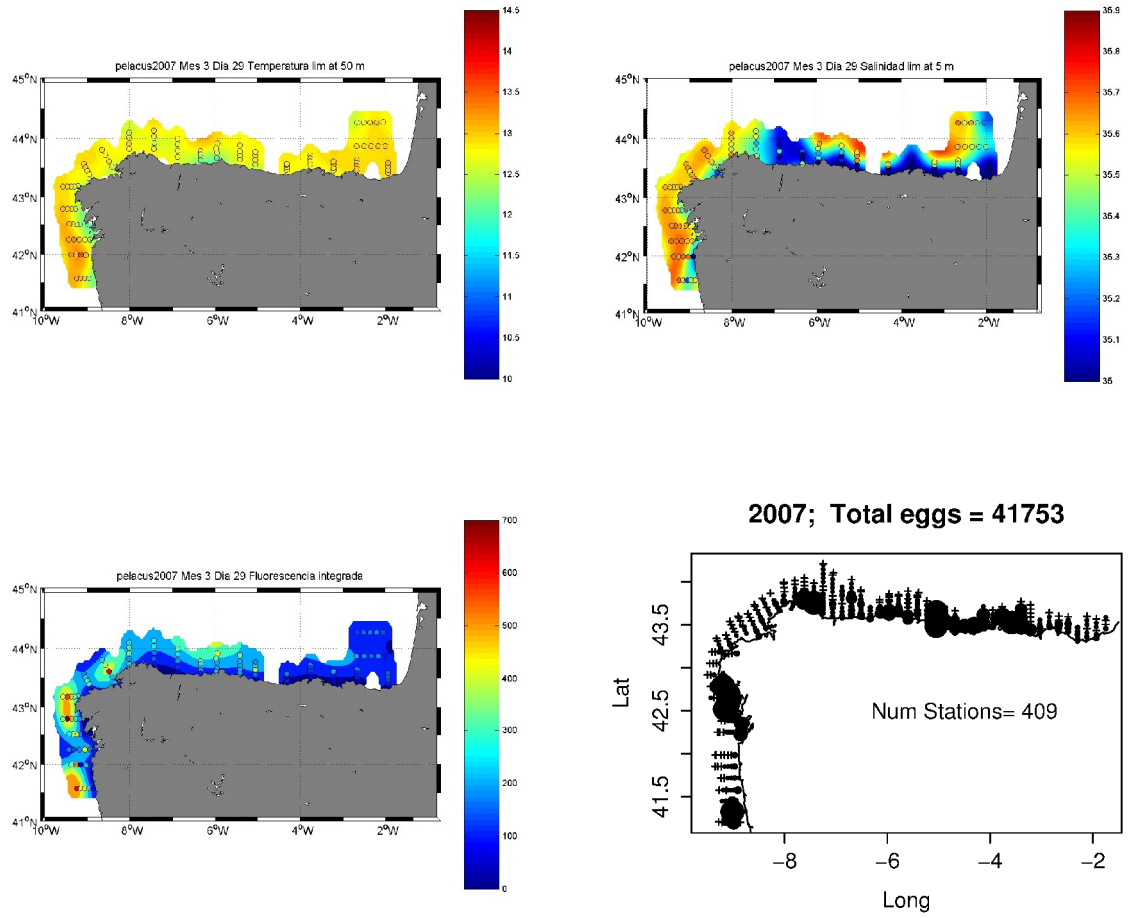 pelacus2007 Mes 3 Dia 29 Temperatura lim at 50 m
45°N
44°N
43°N
42°N
41°N
10°W
8°W
6°W
4°W
2°W
14.5
14
13.5
13
12.5
12
11.5
11
10.5
10
pelacus2007 Mes 3 Dia 29 Salinidad lim at 5 m
45°N
44°N
43°N
42°N
41°N
10°W
8°W
6°W
4°W
2°W
35.9
35.8
35.7
35.6
35.5
35.4
35.3
35.2
35.1
35
pelacus2007 Mes 3 Dia 29 Fluorescencia integrada
45°N
44°N
43°N
42°N
41°N
10°W
8°W
6°W
4°W
2°W
700
600
500
400
300
200
100
0
2007; Total eggs = 41753
Lat
43.5
42.5
41.5
Num Stations= 409
−8
−6
−4
−2
Long